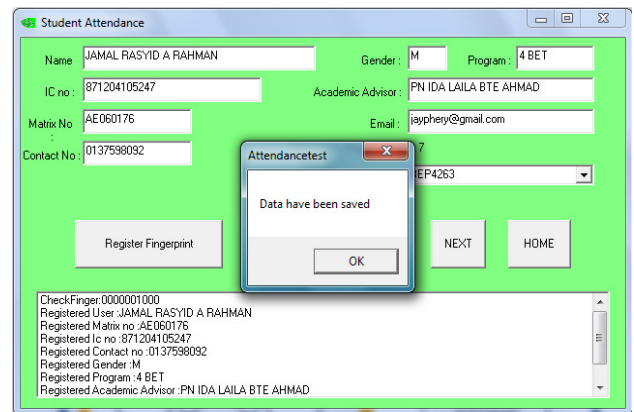 Student Attendance
Name JAMAL RASYID A RAHMAN Gender : M Program : 4 BET
IC no : 871204105247 Academic Advisor : PN IDA LAILA BTE AHMAD
Matrix No : AE060176 Email : jayphery@gmail.com
Contact No : 0137598092 7
Attendancetest
EP4263
Data have been saved
OK
Register Fingerprint NEXT HOME
CheckFinger:0000001000
Registered User :JAMAL RASYID A RAHMAN
Registered Matrix no :AE060176
Registered Ic no :871204105247
Registered Contact no :0137598092
Registered Gender :M
Registered Program :4 BET
Registered Academic Advisor :PN IDA LAILA BTE AHMAD